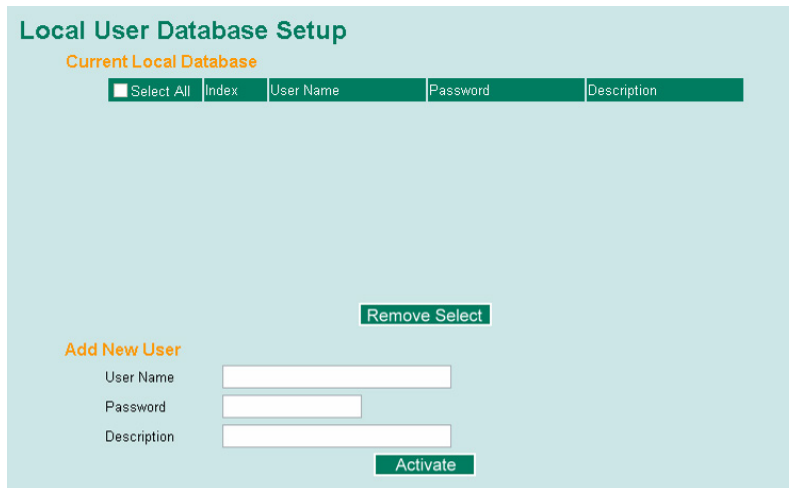 Local User Database Setup
Current Local Database
Select All Index User Name Password Description
Remove Select
Add New User
User Name
Password
Description
Activate